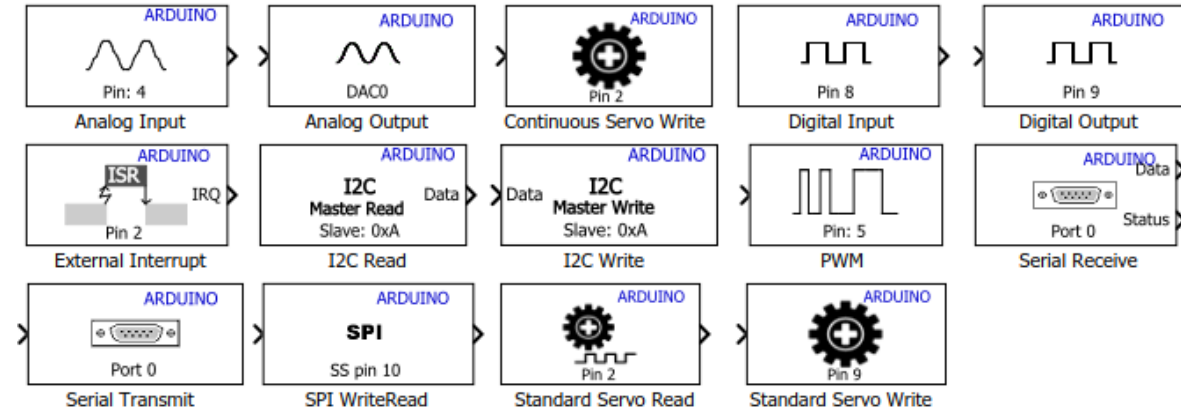 ARDUINO
Pin: 4
Analog Input
ARDUINO
DAC0
Analog Output
ARDUINO
Pin 2
Continuous Servo Write
ARDUINO
Pin 8
Digital Input
ARDUINO
Pin 9
Digital Output
ARDUINO
ISR
IRQ
Pin 2
External Interrupt
ARDUINO
I2C
Master Read
Data
Slave: 0xA
I2C Read
ARDUINO
Data
I2C
Master Write
Slave: 0xA
I2C Write
ARDUINO
Pin: 5
PWM
ARDUINO
Data
Port 0
Status
Serial Receive
ARDUINO
Port 0
Serial Transmit
ARDUINO
SPI
SS pin 10
SPI WriteRead
ARDUINO
Pin 2
Standard Servo Read
ARDUINO
Pin 9
Standard Servo Write